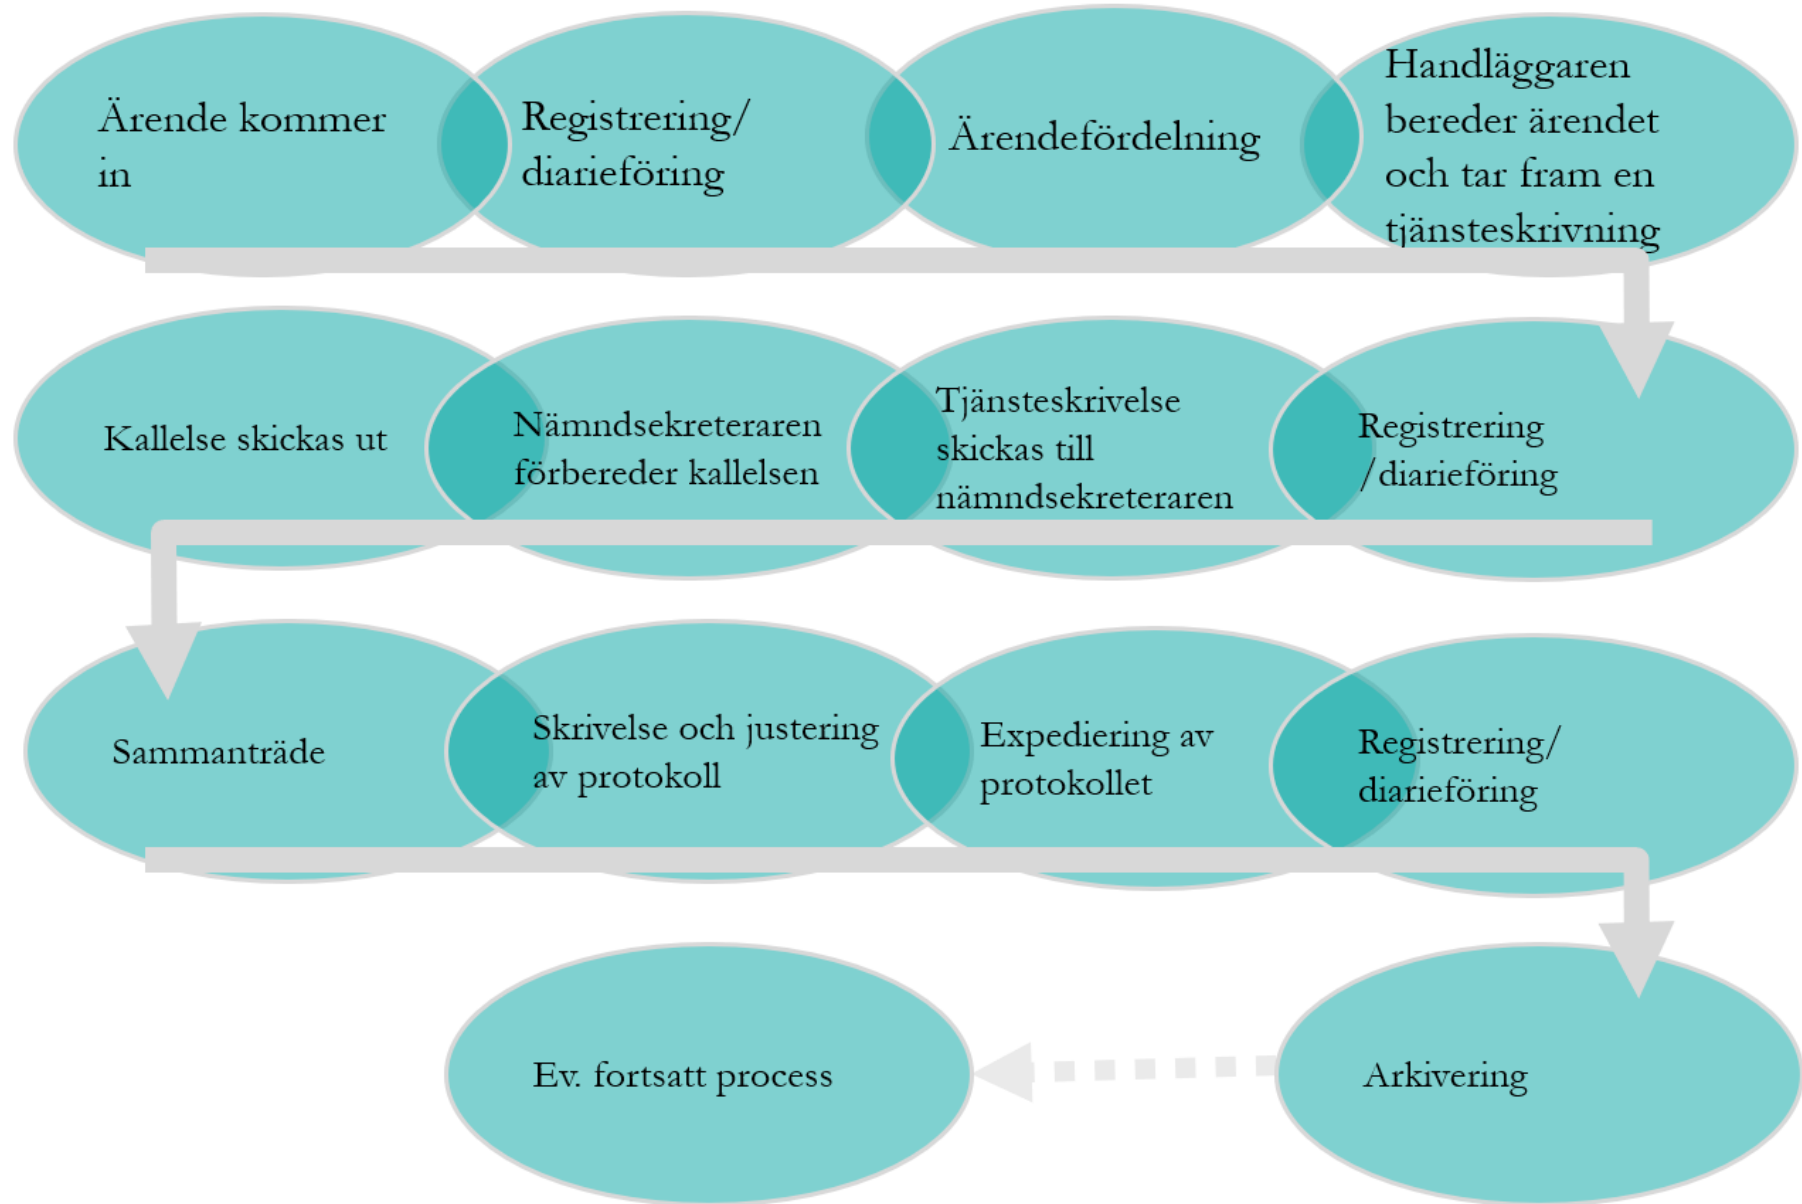 Ärende kommer
in
Registrering/
diarieföring
Ärendefördelning
Handläggaren
bereder ärendet
och tar fram en
tjänsteskrivning
Kallelse skickas ut
Nämndsekreteraren
förbereder kallelsen
Tjänsteskrivelse
skickas till
nämndsekreteraren
Registrering
/diarieföring
Sammanträde
Skrivelse och justering
av protokoll
Expediering av
protokollet
Registrering/
diarieföring
Ev. fortsatt process
Arkivering